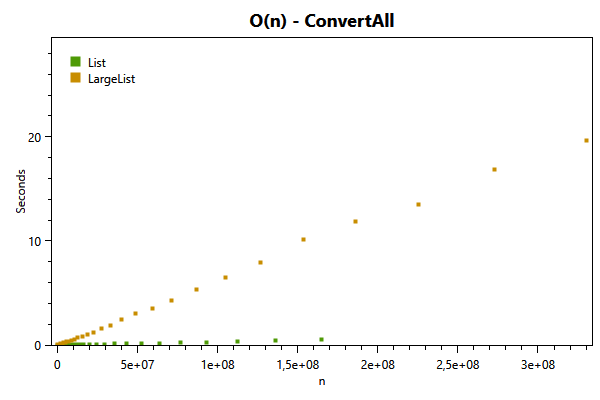 O(n) - ConvertAll
List
LargeList
20
10
0
Seconds
0 5e+07 1e+08 1,5e+08 2e+08 2,5e+08 3e+08
n